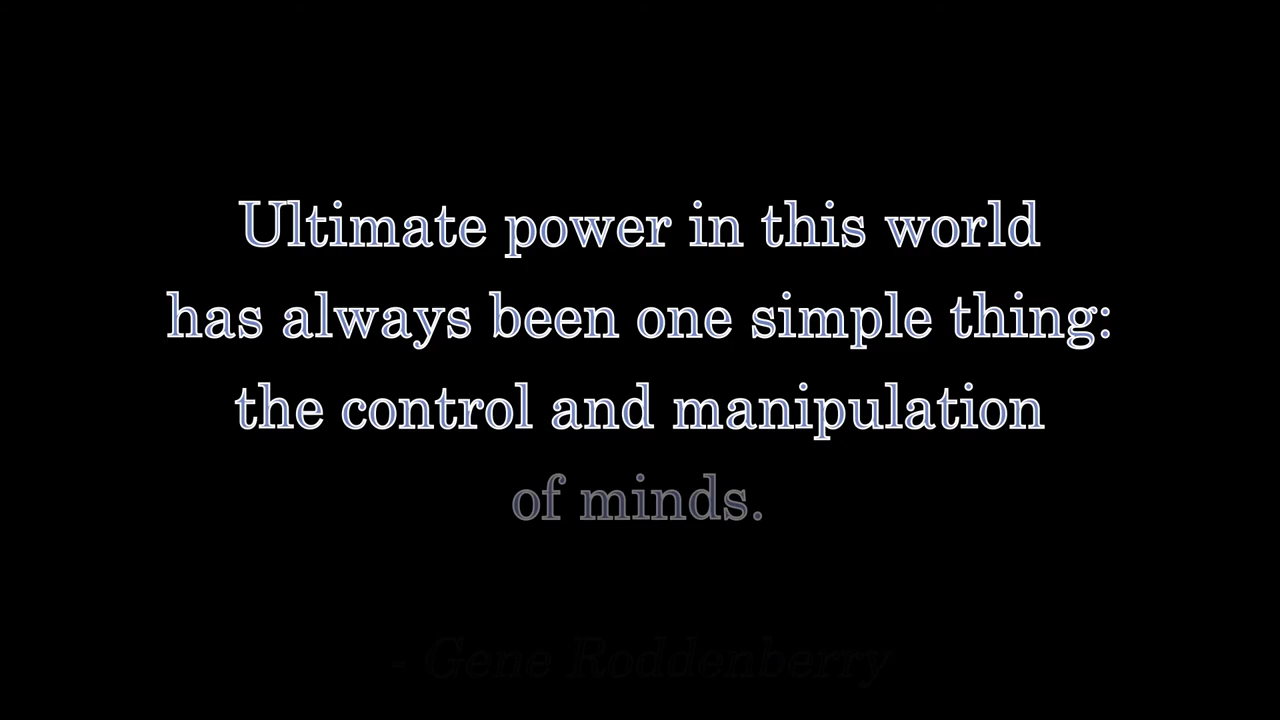 Ultimate power in this world
has always been one simple thing:
the control and manipulation
of minds.
- Gene Roddenberry